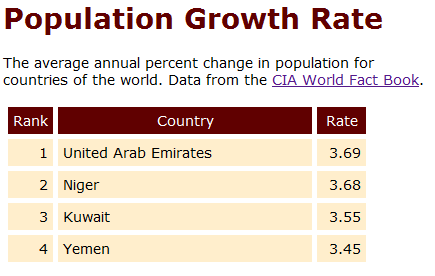 Population Growth Rate
The average annual percent change in population for
countries of the world. Data from the CIA World Fact Book.
Rank Country Rate
1 United Arab Emirates 3.69
2 Niger 3.68
3 Kuwait 3.55
4 Yemen 3.45